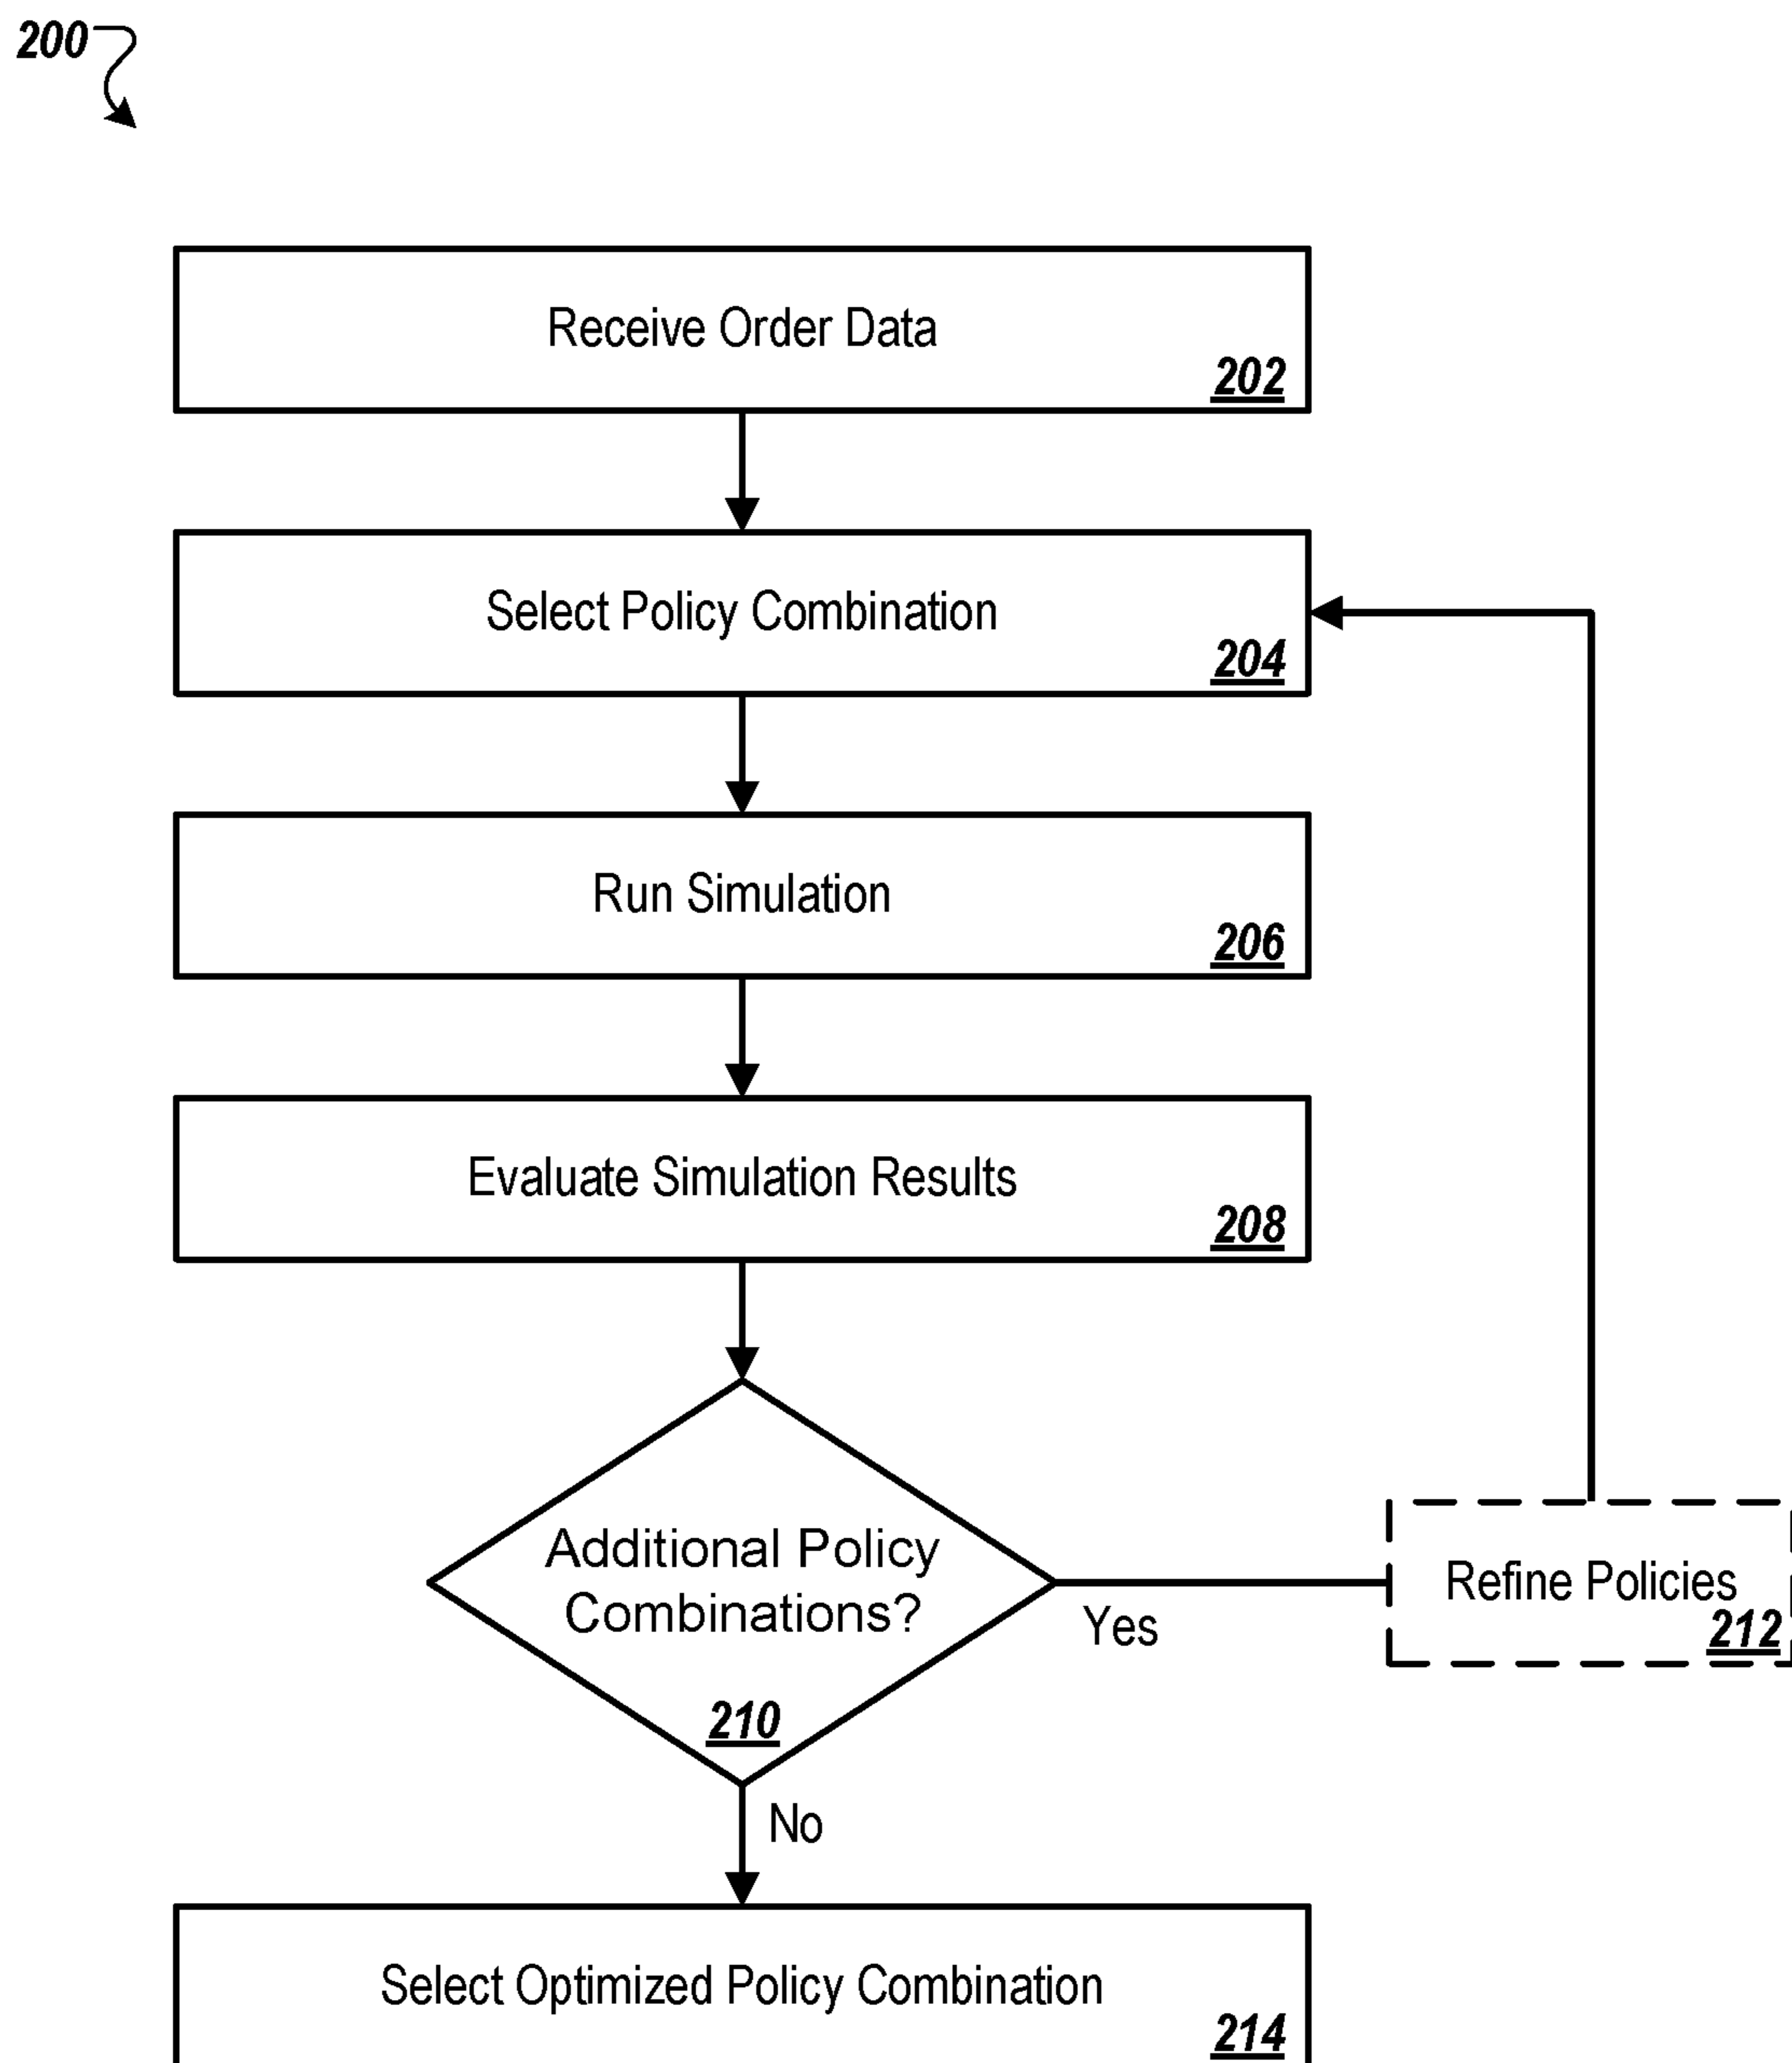 200
Receive Order Data
202
Select Policy Combination
204
Run Simulation
206
Evaluate Simulation Results
208
Additional Policy
Combinations?
210
Yes
Refine Policies
212
No
Select Optimized Policy Combination
214